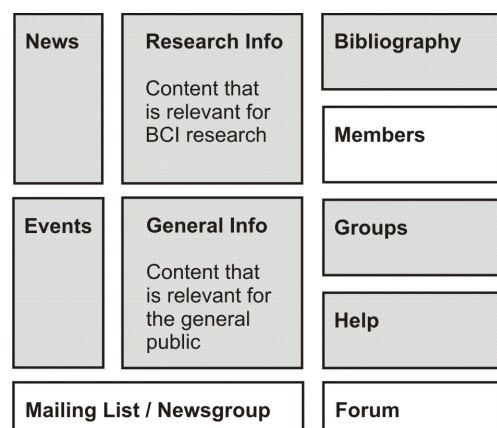 News
Research Info
Content that
is relevant for
BCI research
Bibliography
Members
Events
General Info
Content that
is relevant for
the general
public
Groups
Help
Mailing List / Newsgroup
Forum